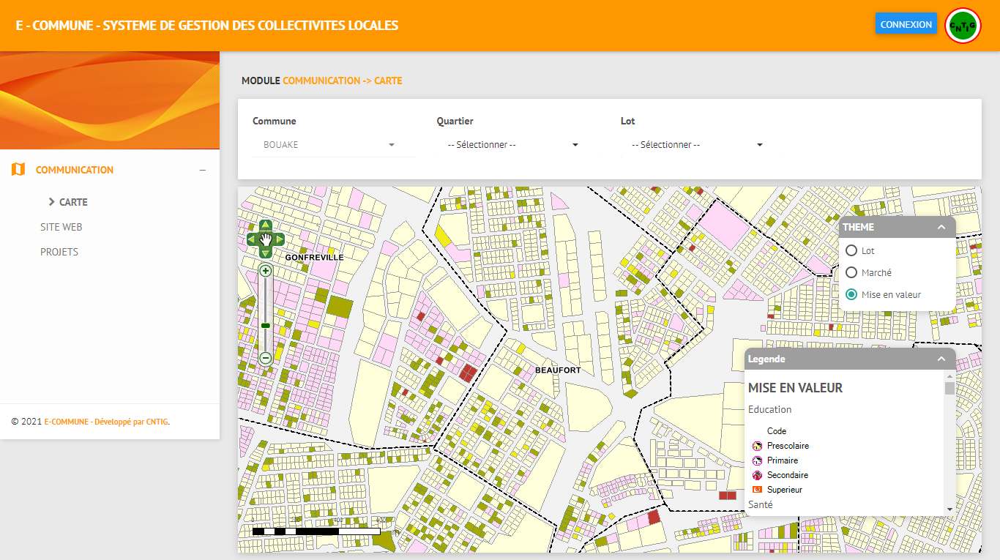 E - COMMUNE - SYSTEME DE GESTION DES COLLECTIVITES LOCALES
CONNEXION
CNTIG
MODULE COMMUNICATION -> CARTE
Commune
Quartier
Lot
BOUAKE
-- Sélectionner --
-- Sélectionner --
COMMUNICATION
CARTE
SITE WEB
PROJETS
© 2021 E-COMMUNE - Développé par CNTIG.
GONFREVILLE
BEAUFORT
THEME
Lot
Marché
Mise en valeur
Legende
MISE EN VALEUR
Education
Code
Prescolaire
Primaire
Secondaire
Superieur
Santé